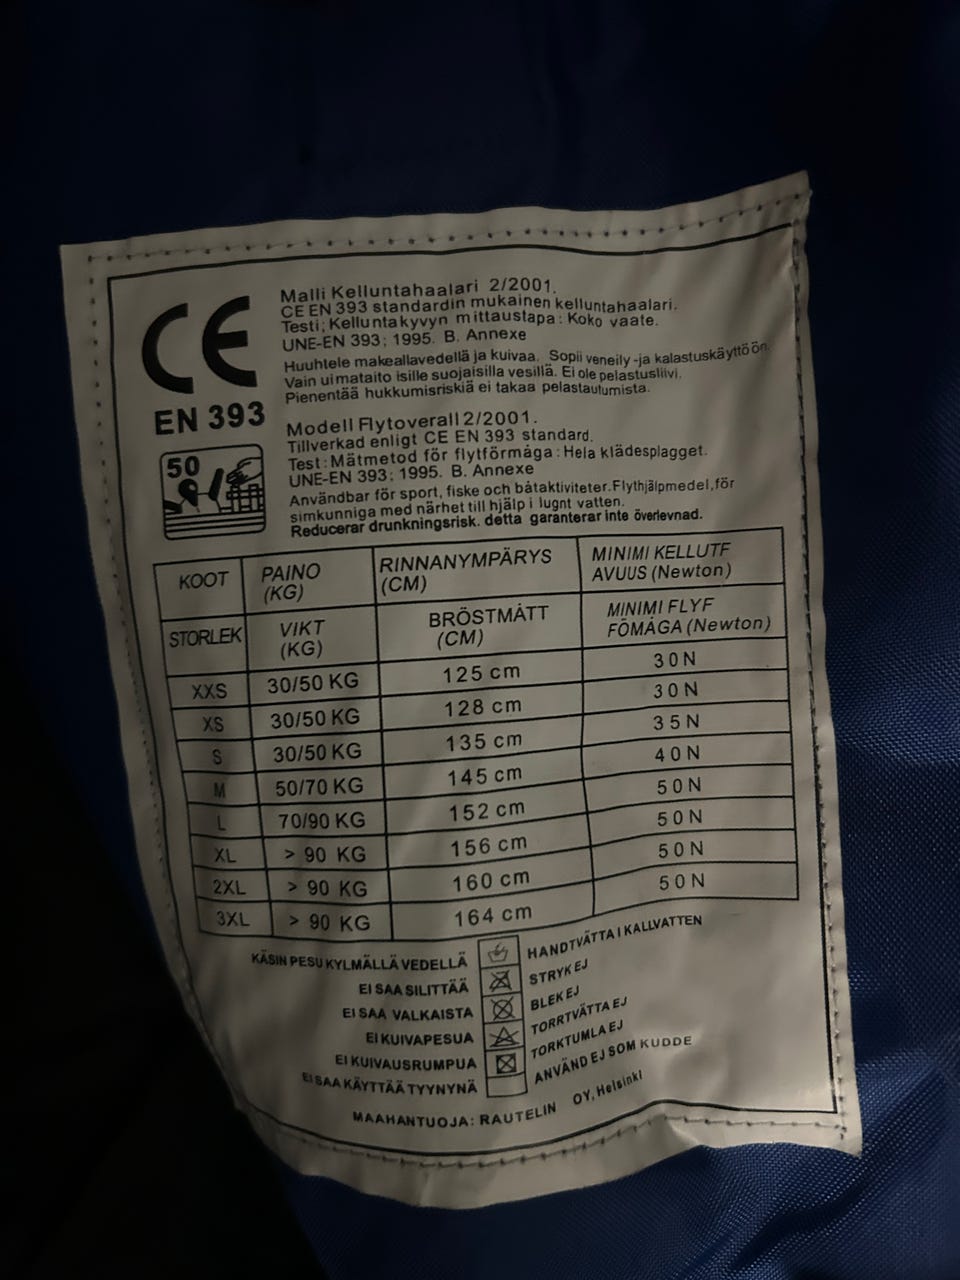 CE
EN 393
50
Malli Kelluntahaalari 2/2001.
CE EN 393 standardin mukainen kelluntahaalari.
Testi; Kelluntakyvyn mittaustapa: Koko vaate.
UNE-EN 393; 1995. B. Annexe
Huuhtele makeallavedellä ja kuivaa. Sopii veneily-ja kalastuskäyttöön.
Vain uimataito isille suojaisilla vesillä. Ei ole pelastusliivi.
Pienentää hukkumisriskiä ei takaa pelastautumista.
Modell Flytoverall 2/2001.
Tillverkad enligt CE EN 393 standard.
Test: Mätmetod för flytförmåga: Hela klädesplagget.
UNE-EN 393; 1995. B. Annexe
Användbar för sport, fiske och båtaktiviteter. Flythjälpmedel, för
simkunniga med närhet till hjälp i lugnt vatten.
Reducerar drunkningsrisk. detta garanterar inte överlevnad.
KOOT PAINO (KG) RINNANYMPÄRYS (CM) MINIMI KELLUTF AVUUS (Newton)
STORLEK VIKT (KG) BRÖSTMÅTT (CM) MINIMI FLYF FÖMÅGA (Newton)
XXS 30/50 KG 125 cm 30N
XS 30/50 KG 128 cm 30N
S 30/50 KG 135 cm 35N
M 50/70 KG 145 cm 40N
L 70/90 KG 152 cm 50N
XL > 90 KG 156 cm 50N
2XL > 90 KG 160 cm 50N
3XL > 90 KG 164 cm 50N
KÄSIN PESU KYLMÄLLÄ VEDELLÄ HANDTVÄTTA I KALLVATTEN
EI SAA SILITTÄÄ STRYK EJ
EI SAA VALKAISTA BLEK EJ
EI KUIVAPESUA TORRTVÄTTA EJ
EI KUIVAUSRUMPUA TORKTUMLA EJ
EI SAA KÄYTTÄÄ TYYNYNÄ ANVÄND EJ SOM KUDDE
MAAHANTUOJA: RAUTELIN OY, Helsinki